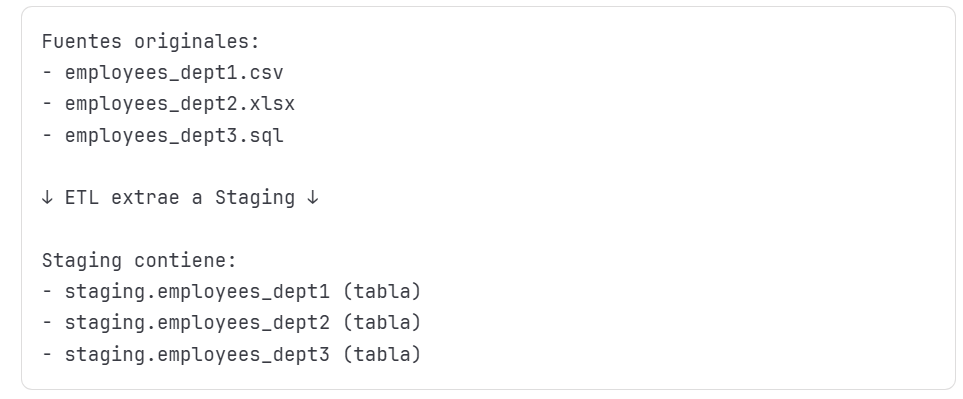 Fuentes originales:
- employees_dept1.csv
- employees_dept2.xlsx
- employees_dept3.sql
↓ ETL extrae a Staging ↓
Staging contiene:
- staging.employees_dept1 (tabla)
- staging.employees_dept2 (tabla)
- staging.employees_dept3 (tabla)